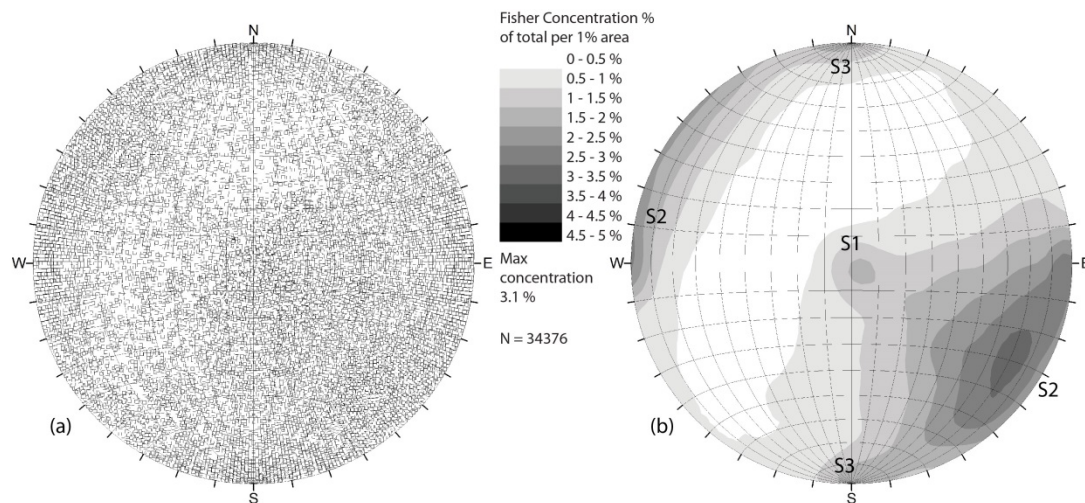 N
W
E
S
(a)
Fisher Concentration %
of total per 1% area
0 - 0.5 %
0.5 - 1 %
1 - 1.5 %
1.5 - 2 %
2 - 2.5 %
2.5 - 3 %
3 - 3.5 %
3.5 - 4 %
4 - 4.5 %
4.5 - 5 %
Max
concentration
3.1 %
N = 34376
N
S3
S2
S1
W
E
S2
(b)
S3
S